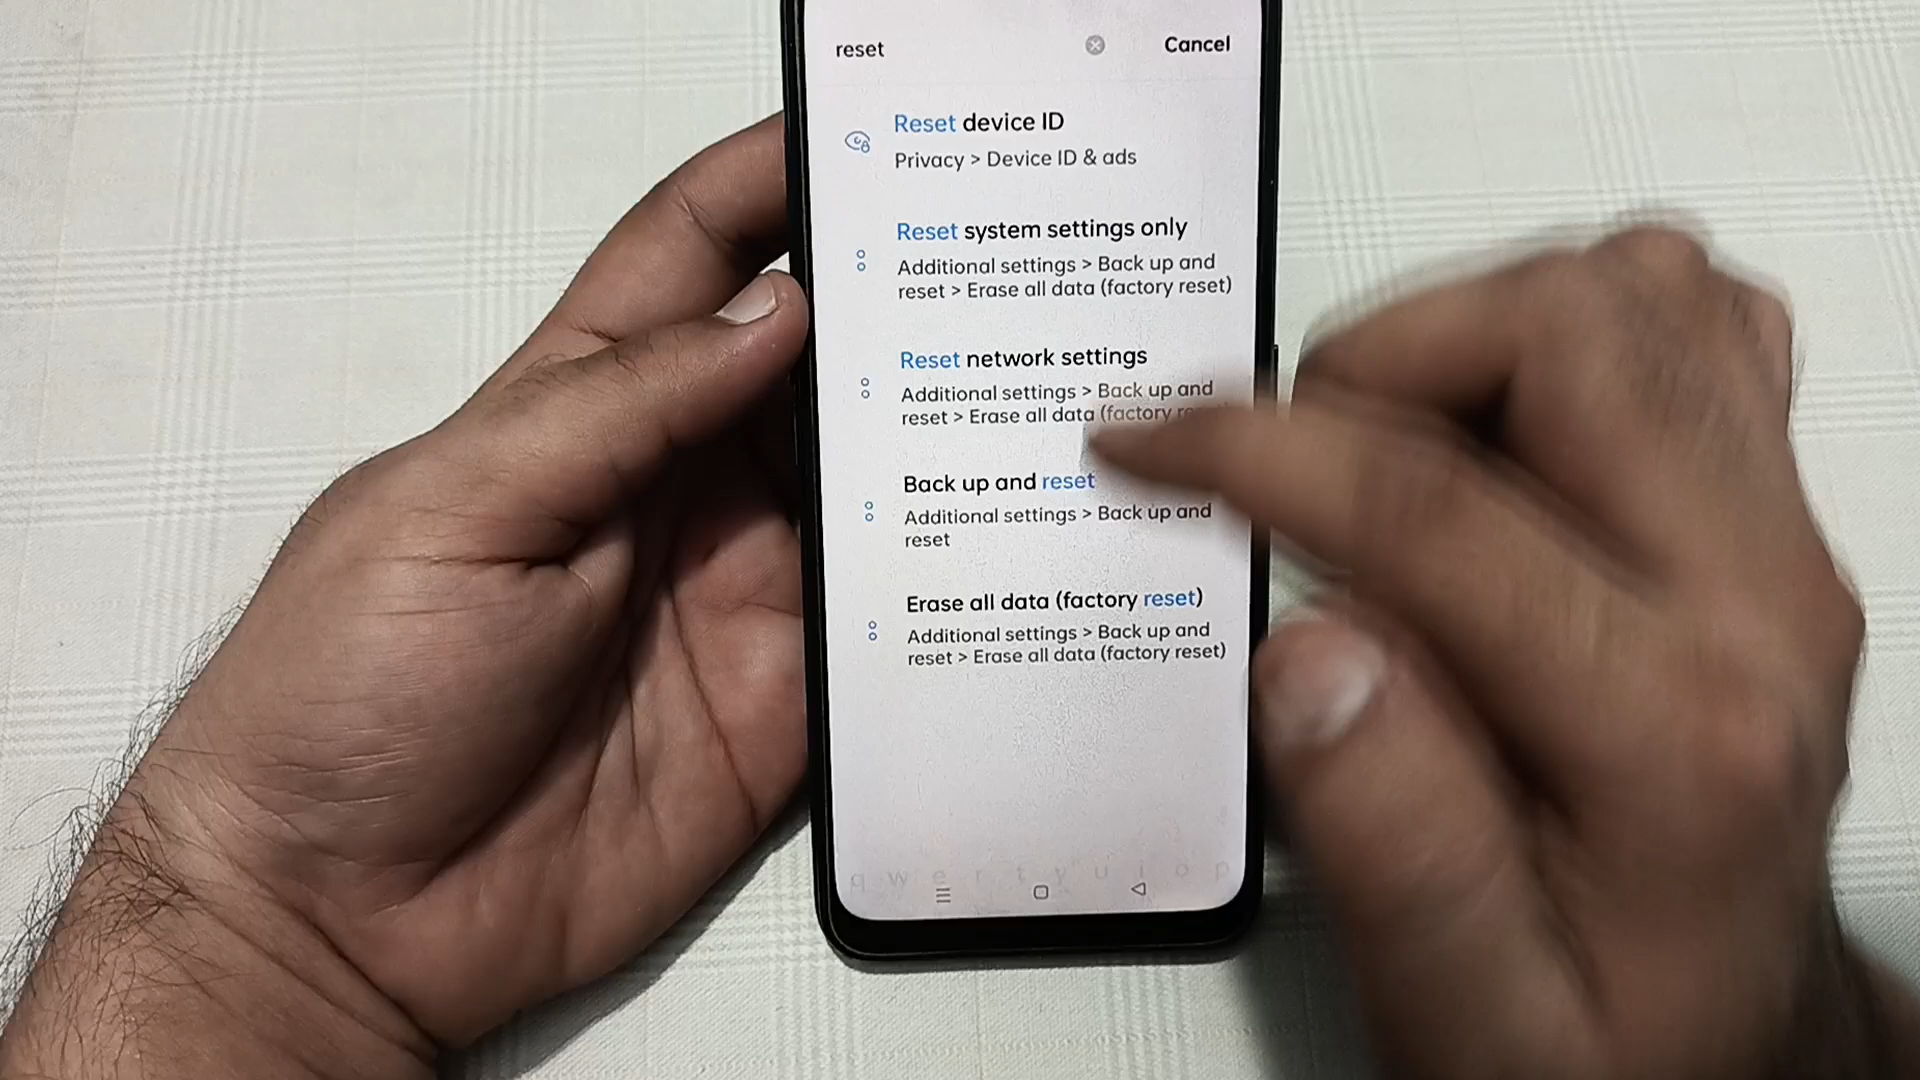 reset
Cancel
Reset device ID
Privacy > Device ID & ads
Reset system settings only
Additional settings > Back up and
reset > Erase all data (factory reset)
Reset network settings
Additional settings > Back up and
reset > Erase all data (factory
Back up and reset
Additional settings > Back up and
reset
Erase all data (factory reset)
Additional settings > Back up and
reset > Erase all data (factory reset)
q w e r t y u i o p